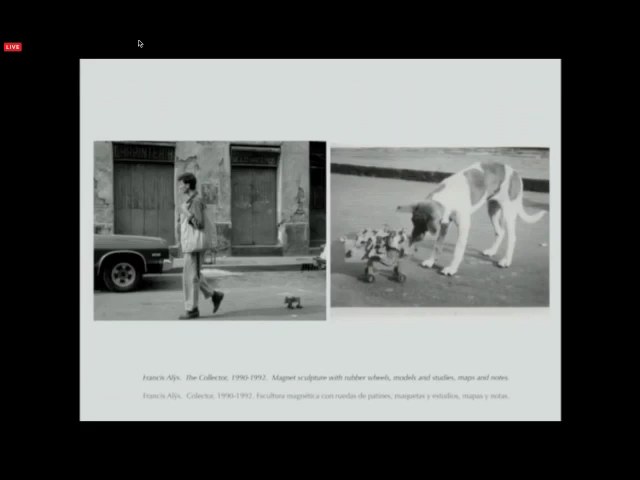 LIVE
Francis Alÿs. The Collector, 1990-1992. Magnet sculpture with rubber wheels, models and studies, maps and notes.
Francis Alÿs. Colector, 1990-1992. Escultura magnética con ruedas de patines, maquetas y estudios, mapas y notas.